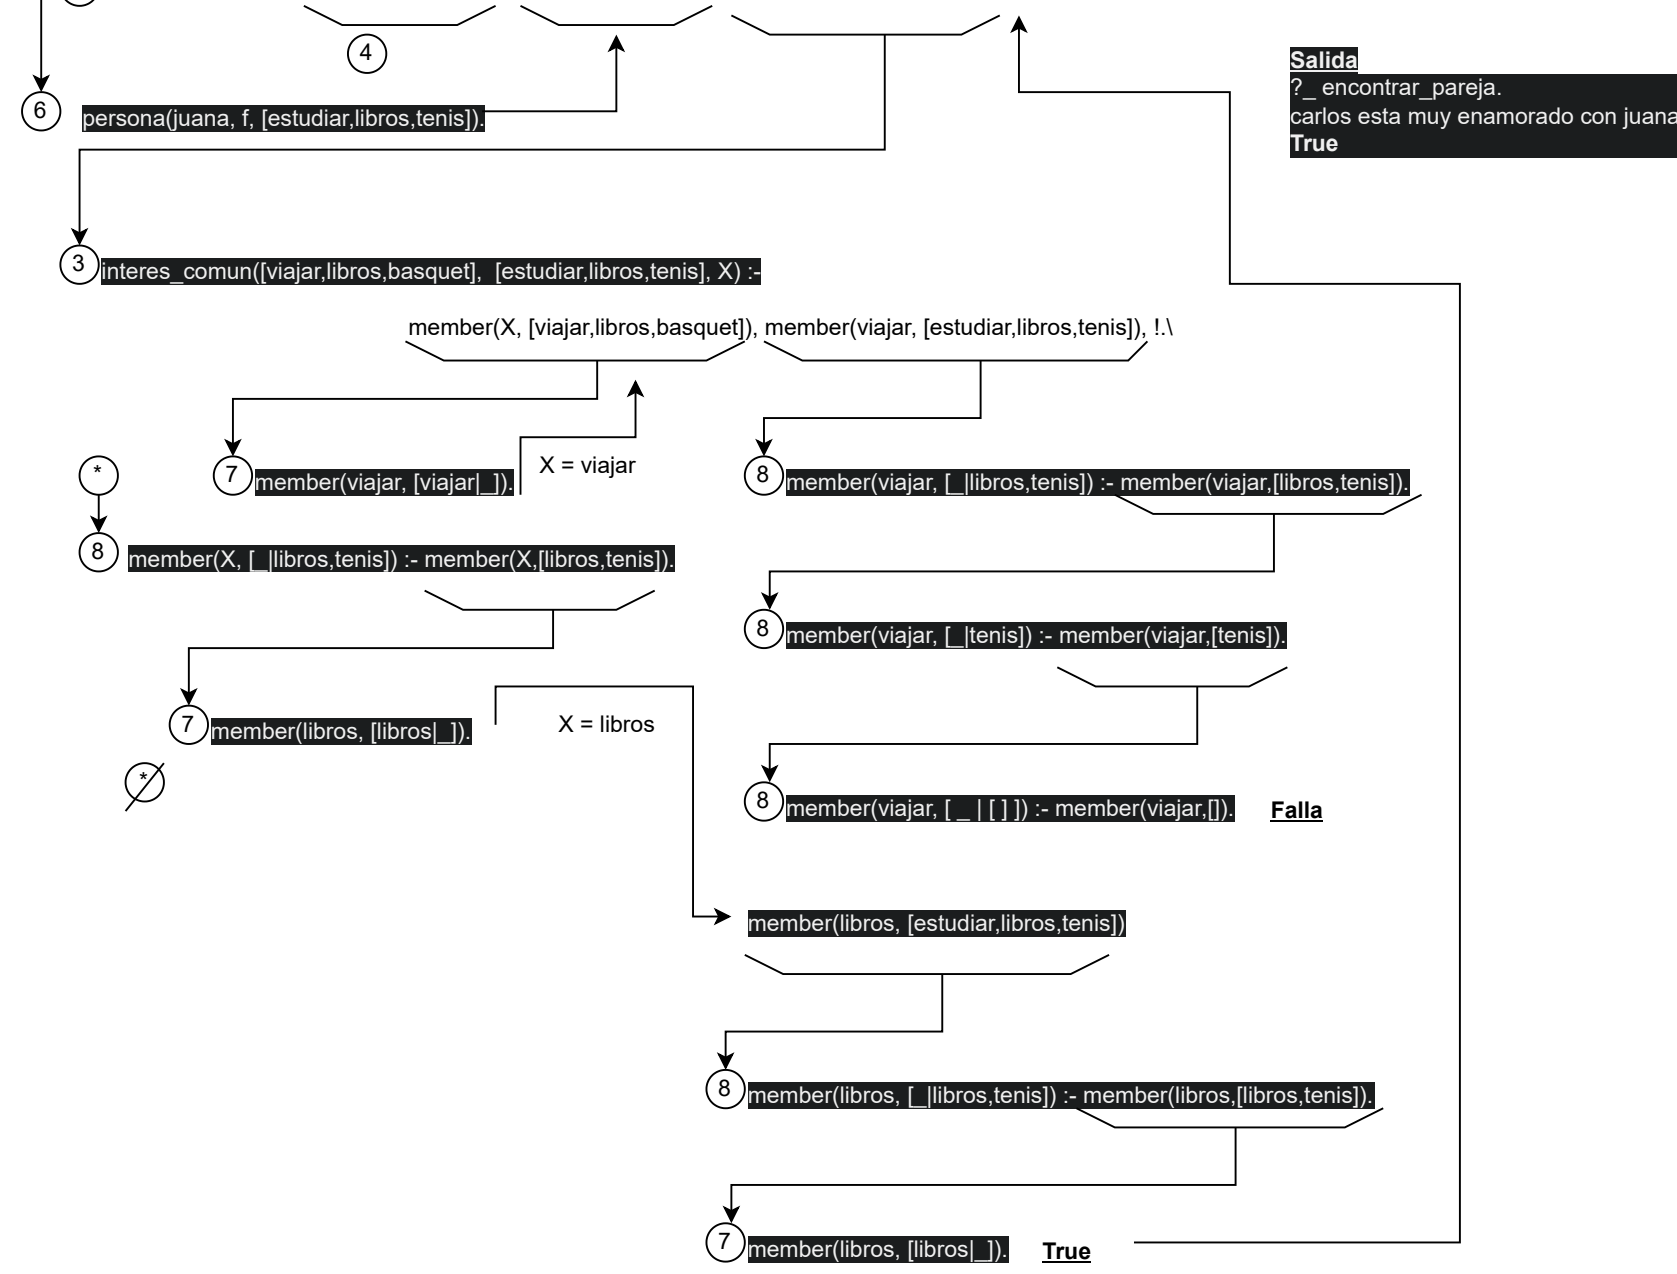 4
Salida
?_ encontrar_pareja.
carlos esta muy enamorado con juana
True
6
persona(juana, f, [estudiar,libros,tenis]).
3
interes_comun([viajar,libros,basquet],  [estudiar,libros,tenis], X) :-
member(X, [viajar,libros,basquet]), member(viajar, [estudiar,libros,tenis]), !.\
*
7
member(viajar, [viajar|_]).
X = viajar
8
member(viajar, [_|libros,tenis]) :- member(viajar,[libros,tenis]).
8
member(X, [_|libros,tenis]) :- member(X,[libros,tenis]).
8
member(viajar, [_|tenis]) :- member(viajar,[tenis]).
7
member(libros, [libros|_]).
X = libros
*
8
member(viajar, [ _ | [ ] ]) :- member(viajar,[]).
Falla
member(libros, [estudiar,libros,tenis])
8
member(libros, [_|libros,tenis]) :- member(libros,[libros,tenis]).
7
member(libros, [libros|_]).
True